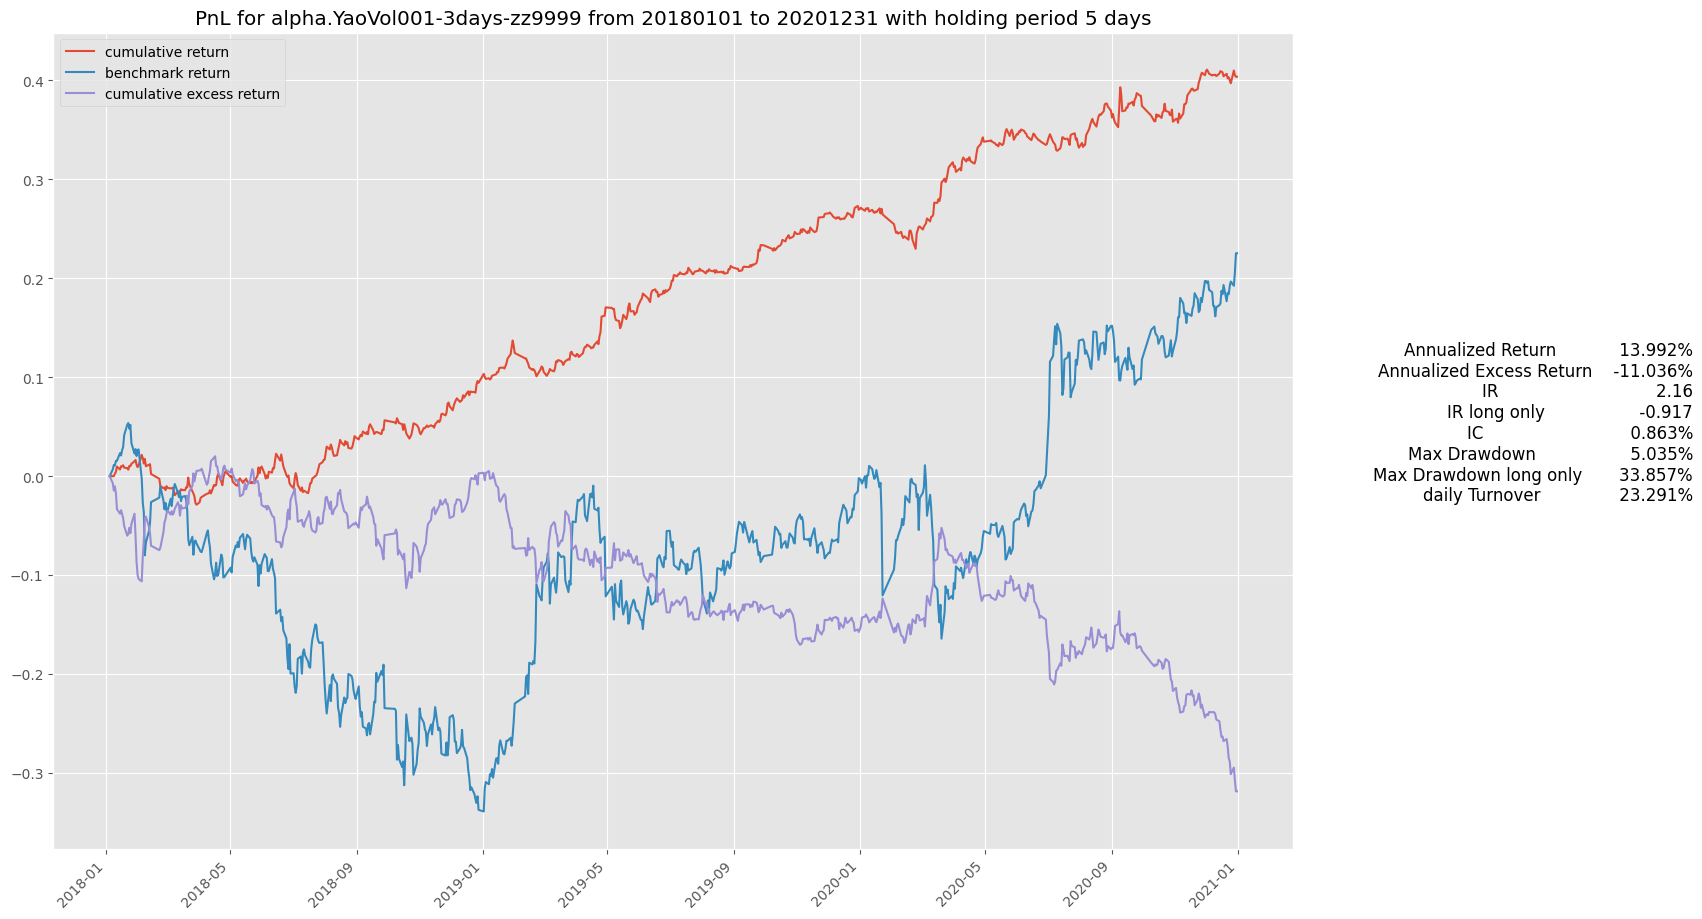 PnL for alpha.YaoVol001-3days-zz9999 from 20180101 to 20201231 with holding period 5 days
cumulative return
benchmark return
cumulative excess return
0.4
0.3
0.2
0.1
0.0
−0.1
−0.2
−0.3
2018-01
2018-05
2018-09
2019-01
2019-05
2019-09
2020-01
2020-05
2020-09
2021-01
Annualized Return 13.992%
Annualized Excess Return -11.036%
IR 2.16
IR long only -0.917
IC 0.863%
Max Drawdown 5.035%
Max Drawdown long only 33.857%
daily Turnover 23.291%